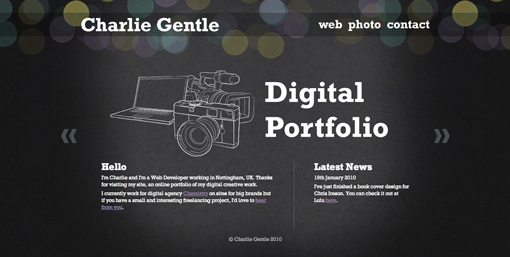 Charlie Gentle
web photo contact
Digital
Portfolio
Hello
I'm Charlie and I'm a Web Developer working in Nottingham, UK. Thanks
for visiting my site, an online portfolio of my digital creative work.
I currently work for digital agency Chemistry on sites for big brands but
if you have a small and interesting freelancing project, I'd love to hear
from you.
Latest News
19th January 2010
I've just finished a book cover design for
Chris Ireson. You can check it out at
Lulu here.
© Charlie Gentle 2010